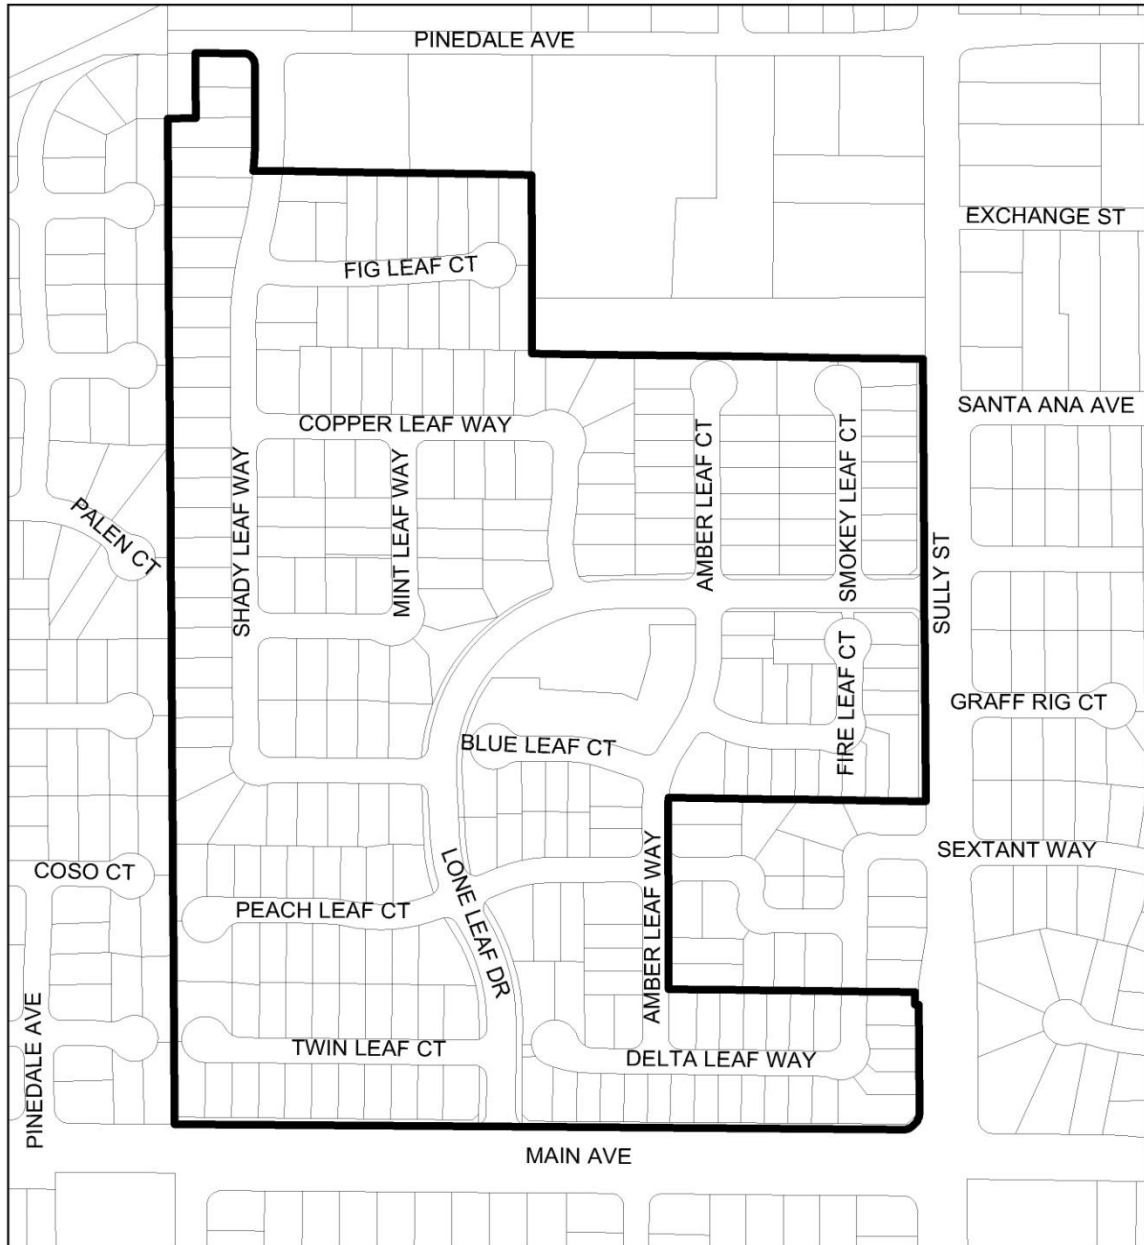 PINEDALE AVE
EXCHANGE ST
FIG LEAF CT
SANTA ANA AVE
COPPER LEAF WAY
AMBER LEAF CT
SMOKEY LEAF CT
SHADY LEAF WAY
MINT LEAF WAY
PALEN CT
SULLY ST
FIRE LEAF CT
GRAFF RIG CT
BLUE LEAF CT
SEXTANT WAY
COSO CT
LONE LEAF DR
AMBER LEAF WAY
PEACH LEAF CT
PINEDALE AVE
TWIN LEAF CT
DELTA LEAF WAY
MAIN AVE